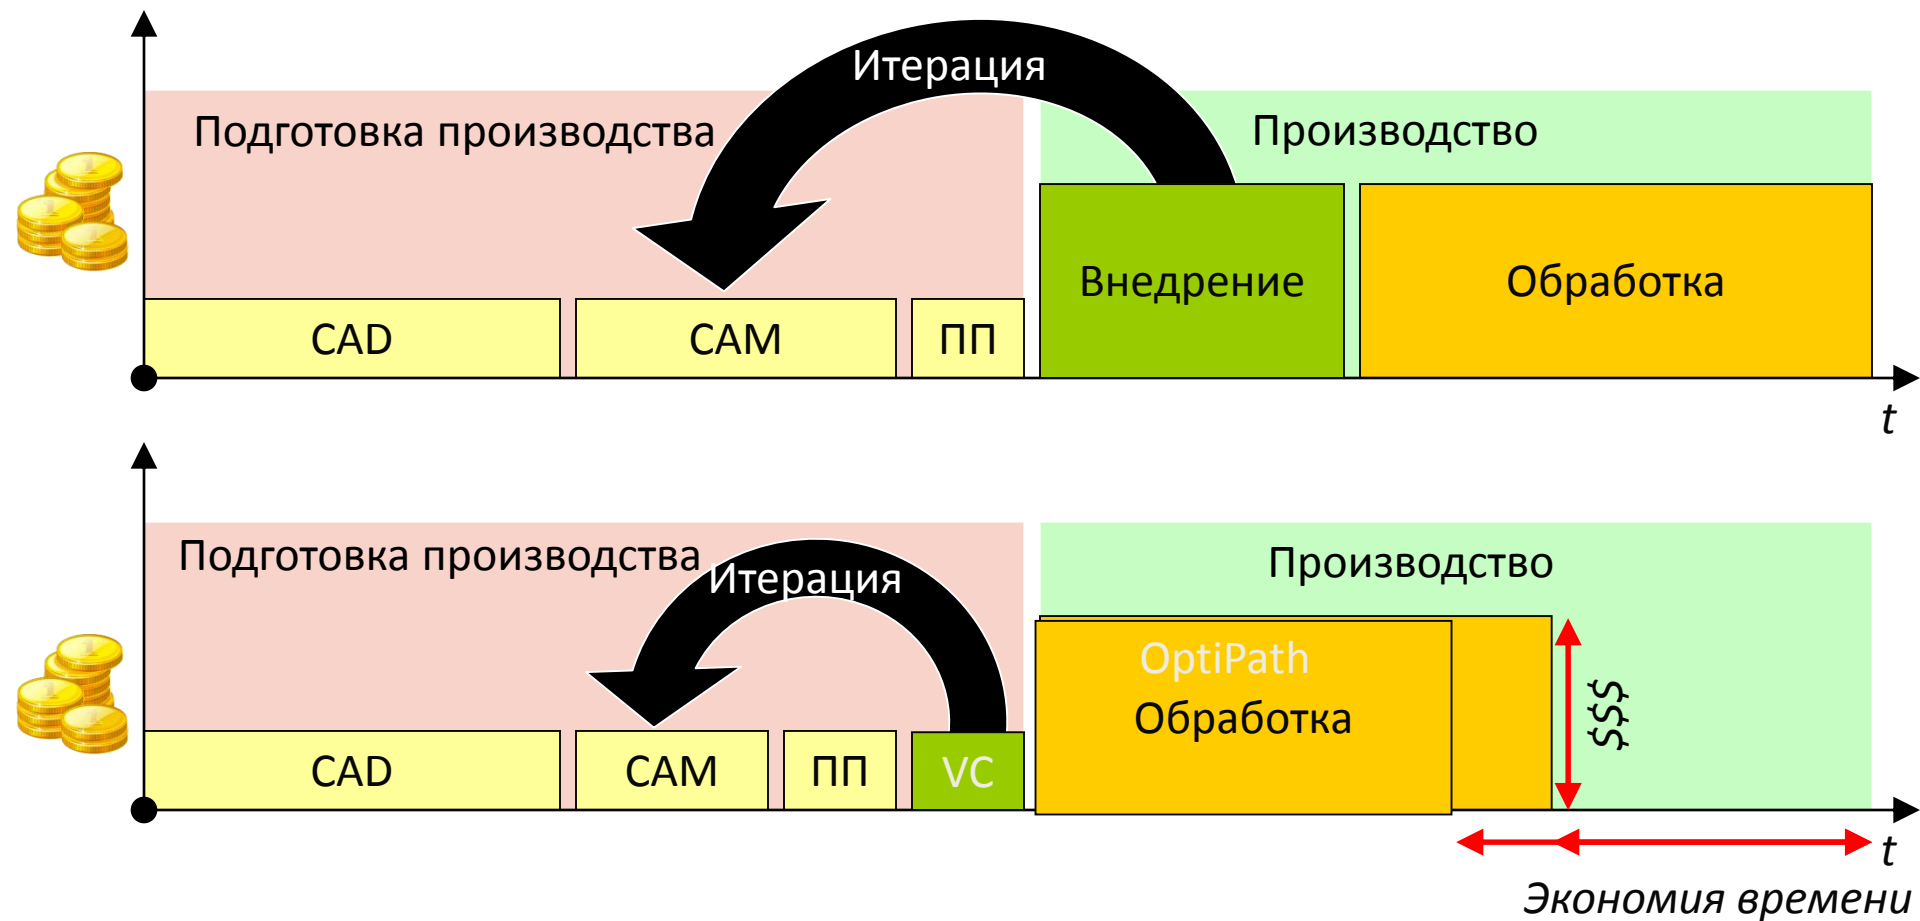 Итерация
Подготовка производства
Производство
CAD
CAM
ПП
Внедрение
Обработка
t
Подготовка производства
Итерация
Производство
CAD
CAM
ПП
VC
OptiPath
Обработка
$$$
t
Экономия времени